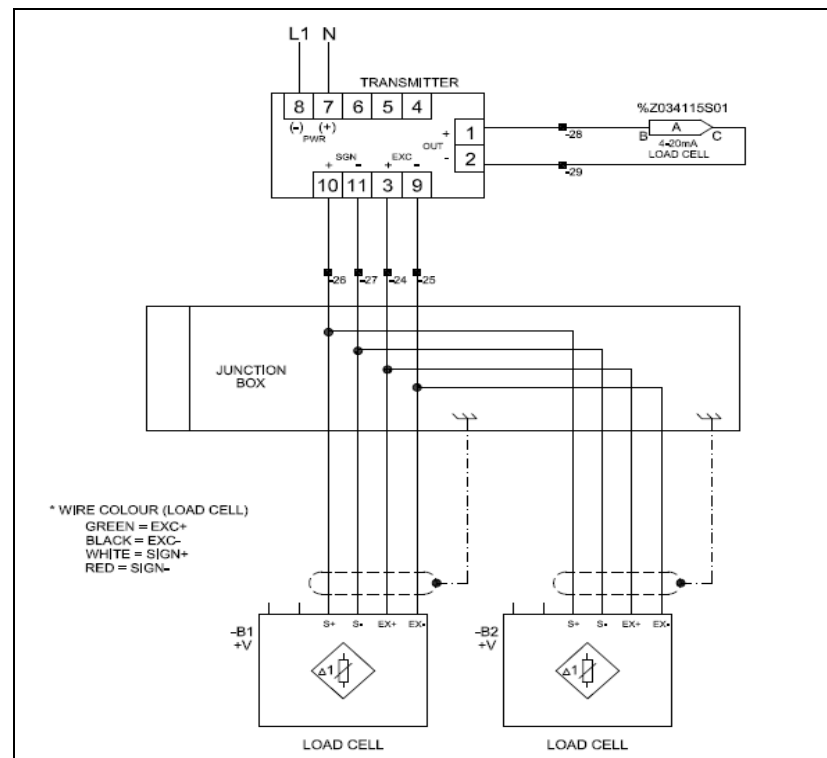 L1 N
TRANSMITTER
8 7 6 5 4
(-) (+)
PWR
+ 1
OUT
- 2
SGN EXC
+ - + -
10 11 3 9
%Z034115S01
-28 B A C
4-20mA
LOAD CELL
-29
-26 -27 -24 -25
JUNCTION
BOX
* WIRE COLOUR (LOAD CELL)
GREEN = EXC+
BLACK = EXC-
WHITE = SIGN+
RED = SIGN-
S+ S- EX+ EX-
-B1
+V
Δ1
LOAD CELL
S+ S- EX+ EX-
-B2
+V
Δ1
LOAD CELL